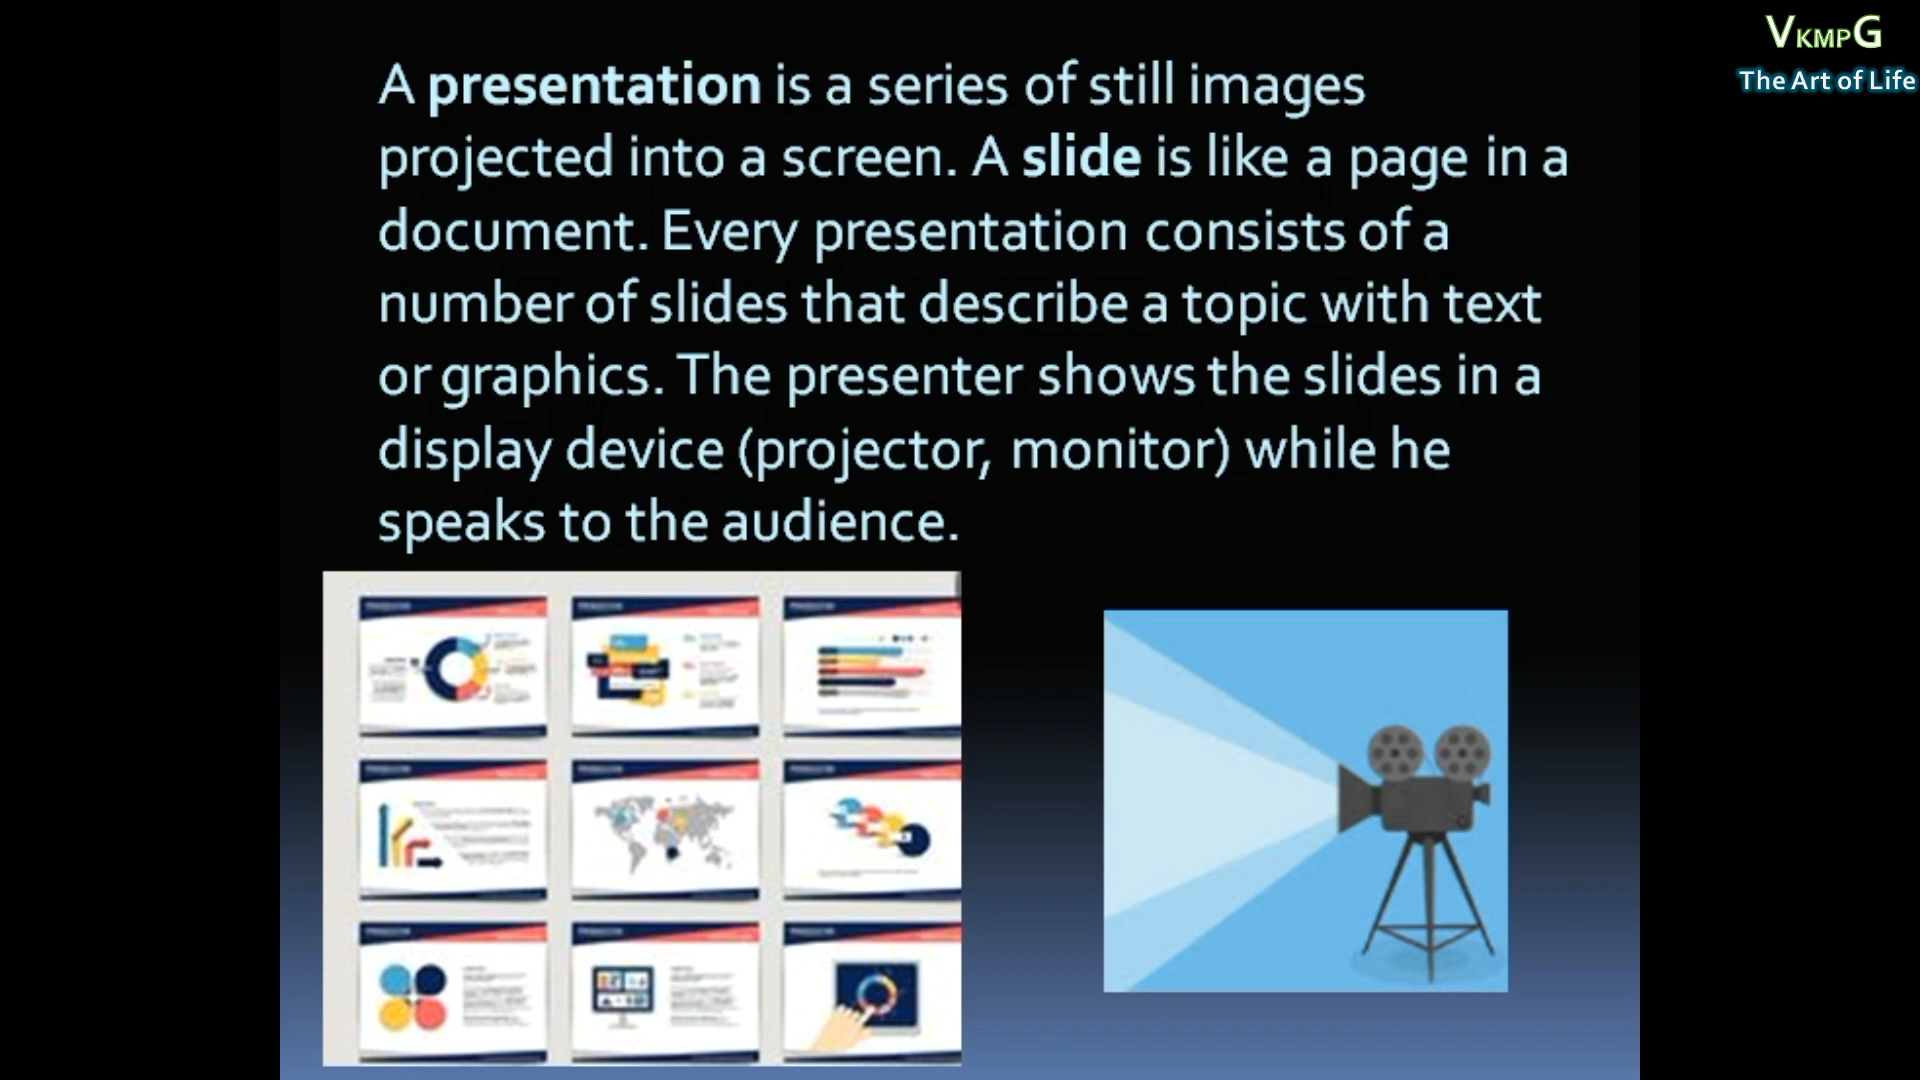 VKMPG
The Art of Life
A presentation is a series of still images
projected into a screen. A slide is like a page in a
document. Every presentation consists of a
number of slides that describe a topic with text
or graphics. The presenter shows the slides in a
display device (projector, monitor) while he
speaks to the audience.